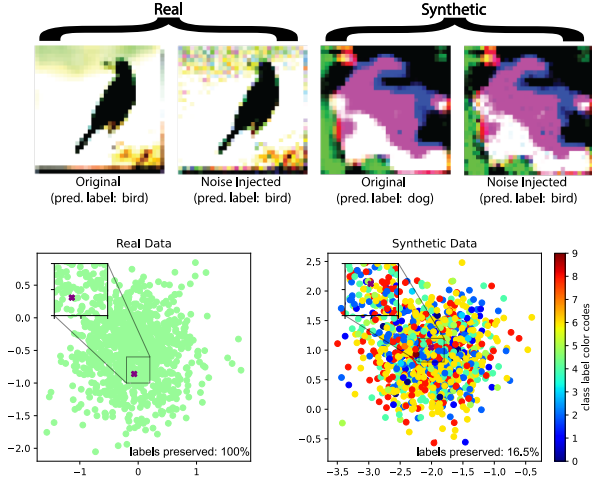 Real
Synthetic
Original
(pred. label: bird)
Noise Injected
(pred. label: bird)
Original
(pred. label: dog)
Noise Injected
(pred. label: bird)
Real Data
0.5
0.0
−0.5
−1.0
−1.5
−2.0
−1
0
1
labels preserved: 100%
Synthetic Data
2.5
2.0
1.5
1.0
0.5
0.0
−0.5
−3.5
−3.0
−2.5
−2.0
−1.5
−1.0
−0.5
labels preserved: 16.5%
9
8
7
6
5
4
3
2
1
0
class label color codes